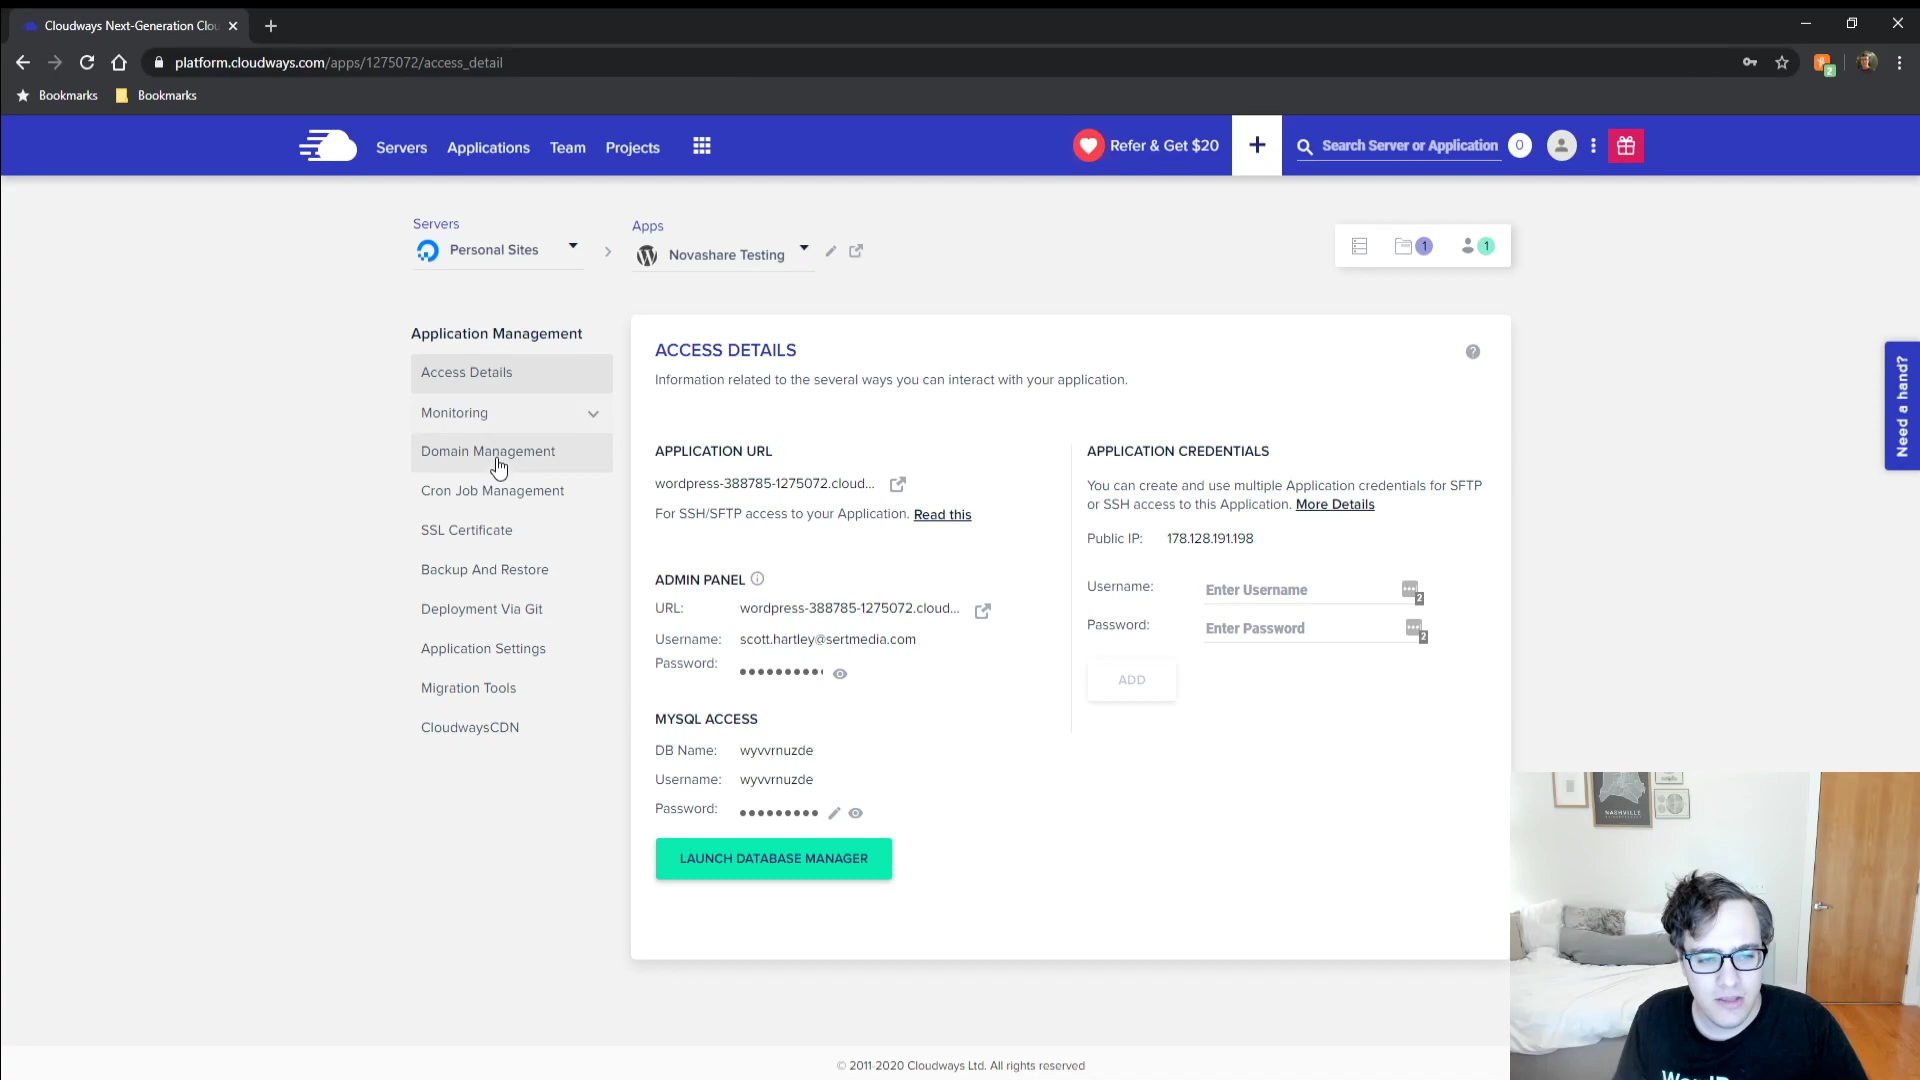 Cloudways Next-Generation Clou
platform.cloudways.com/apps/1275072/access_detail
2
Bookmarks
Bookmarks
Servers
Applications
Team
Projects
Refer & Get $20
+
Search Server or Application
0
Servers
Personal Sites
Apps
Novashare Testing
1
1
Application Management
Access Details
Monitoring
Domain Management
Cron Job Management
SSL Certificate
Backup And Restore
Deployment Via Git
Application Settings
Migration Tools
CloudwaysCDN
ACCESS DETAILS
Information related to the several ways you can interact with your application.
APPLICATION URL
wordpress-388785-1275072.cloud...
For SSH/SFTP access to your Application. Read this
ADMIN PANEL
URL: wordpress-388785-1275072.cloud...
Username: scott.hartley@sertmedia.com
Password:
MYSQL ACCESS
DB Name: wyvvrnuzde
Username: wyvvrnuzde
Password:
LAUNCH DATABASE MANAGER
APPLICATION CREDENTIALS
You can create and use multiple Application credentials for SFTP
or SSH access to this Application. More Details
Public IP: 178.128.191.198
Username: Enter Username
2
Password: Enter Password
2
ADD
Need a hand?
NASHVILLE
© 2011-2020 Cloudways Ltd. All rights reserved